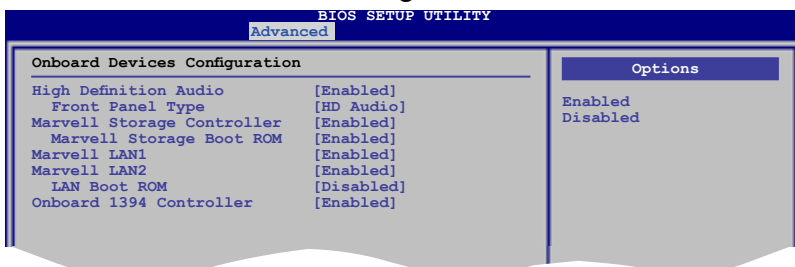 BIOS SETUP UTILITY
Advanced
Onboard Devices Configuration
High Definition Audio [Enabled]
Front Panel Type [HD Audio]
Marvell Storage Controller [Enabled]
Marvell Storage Boot ROM [Enabled]
Marvell LAN1 [Enabled]
Marvell LAN2 [Enabled]
LAN Boot ROM [Disabled]
Onboard 1394 Controller [Enabled]
Options
Enabled
Disabled